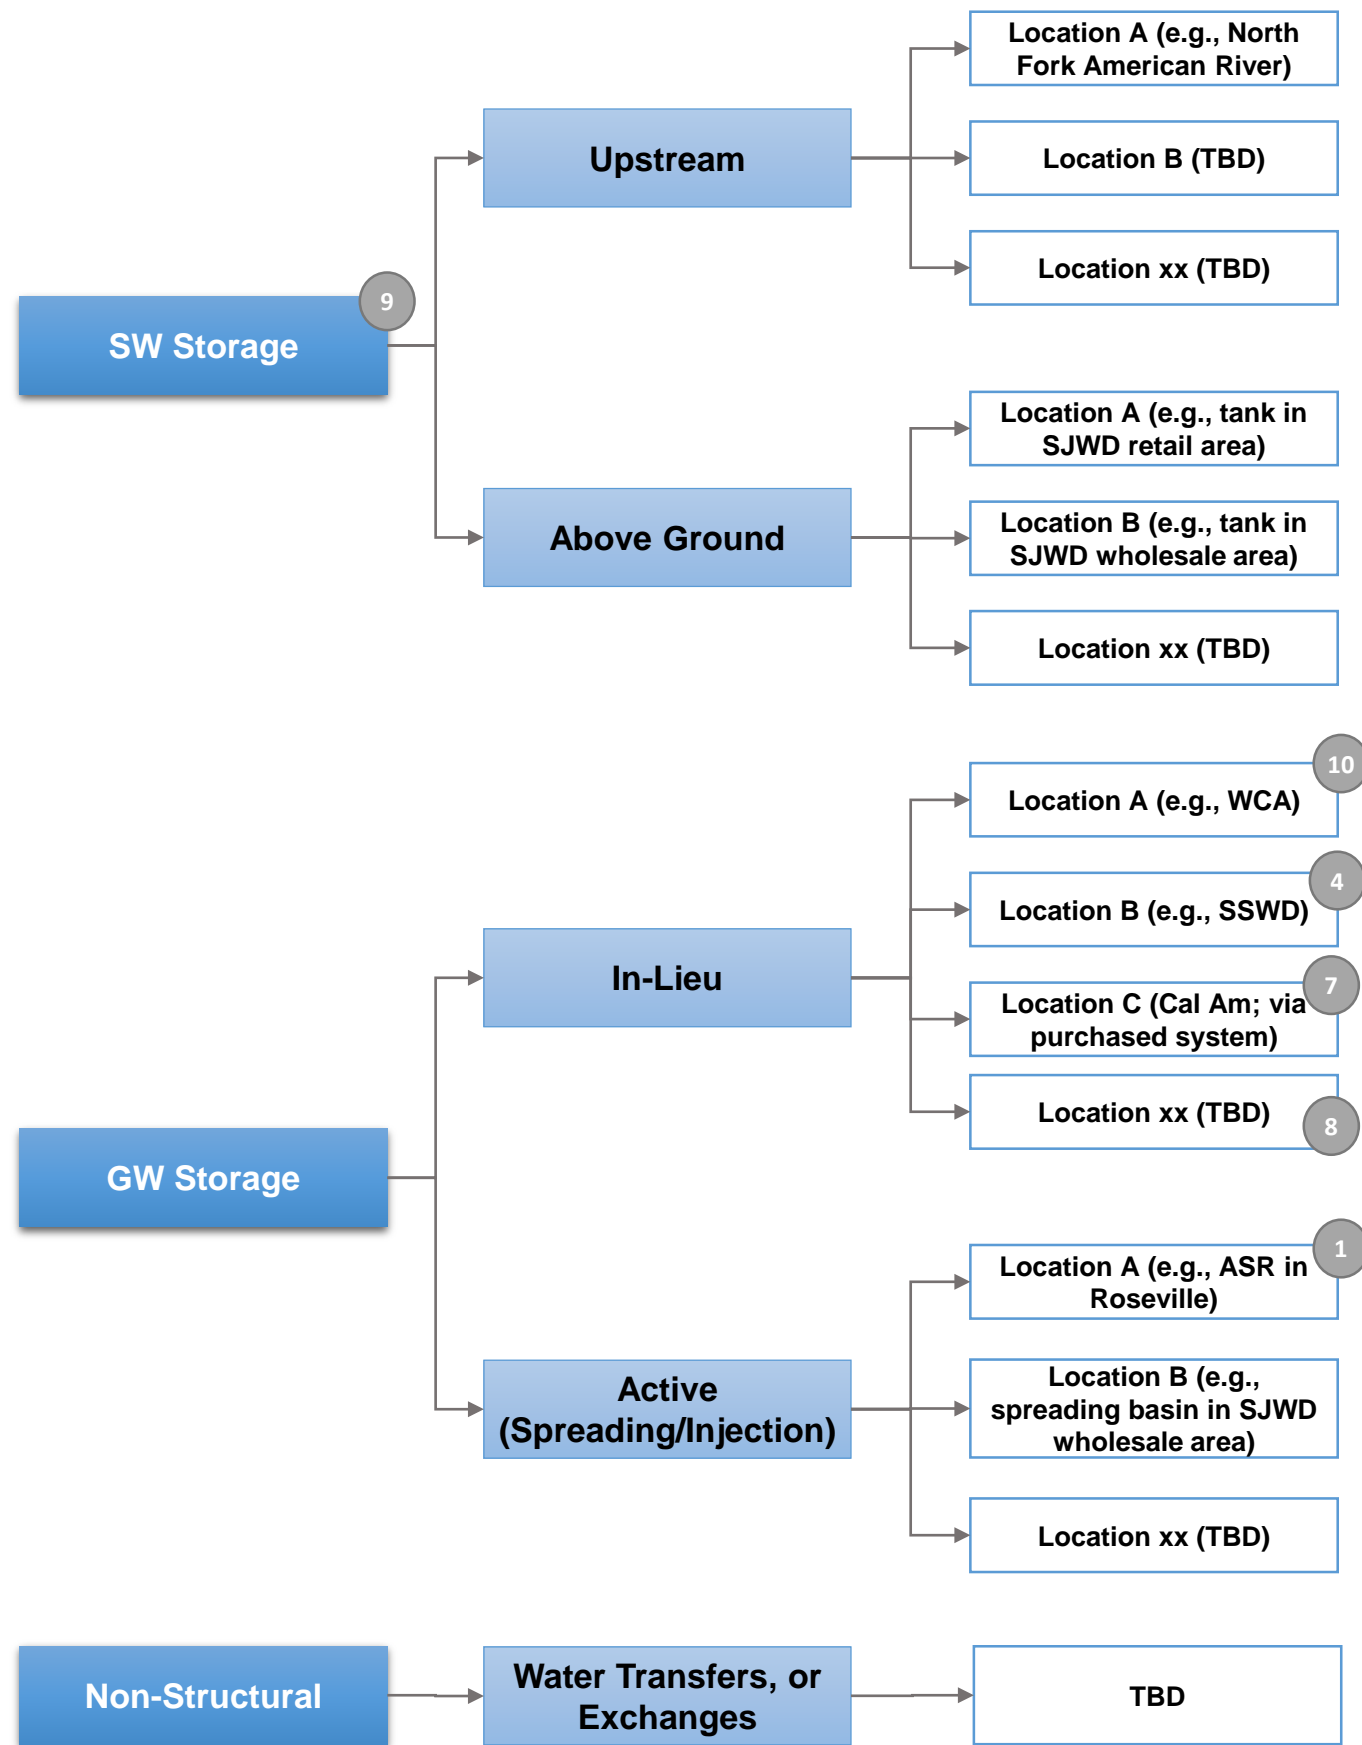 Location A (e.g., North
Fork American River)
Upstream
Location B (TBD)
Location xx (TBD)
9
SW Storage
Location A (e.g., tank in
SJWD retail area)
Above Ground
Location B (e.g., tank in
SJWD wholesale area)
Location xx (TBD)
10
Location A (e.g., WCA)
4
Location B (e.g., SSWD)
In-Lieu
7
Location C (Cal Am; via
purchased system)
Location xx (TBD)
8
GW Storage
1
Location A (e.g., ASR in
Roseville)
Active
(Spreading/Injection)
Location B (e.g.,
spreading basin in SJWD
wholesale area)
Location xx (TBD)
Non-Structural
Water Transfers, or
Exchanges
TBD